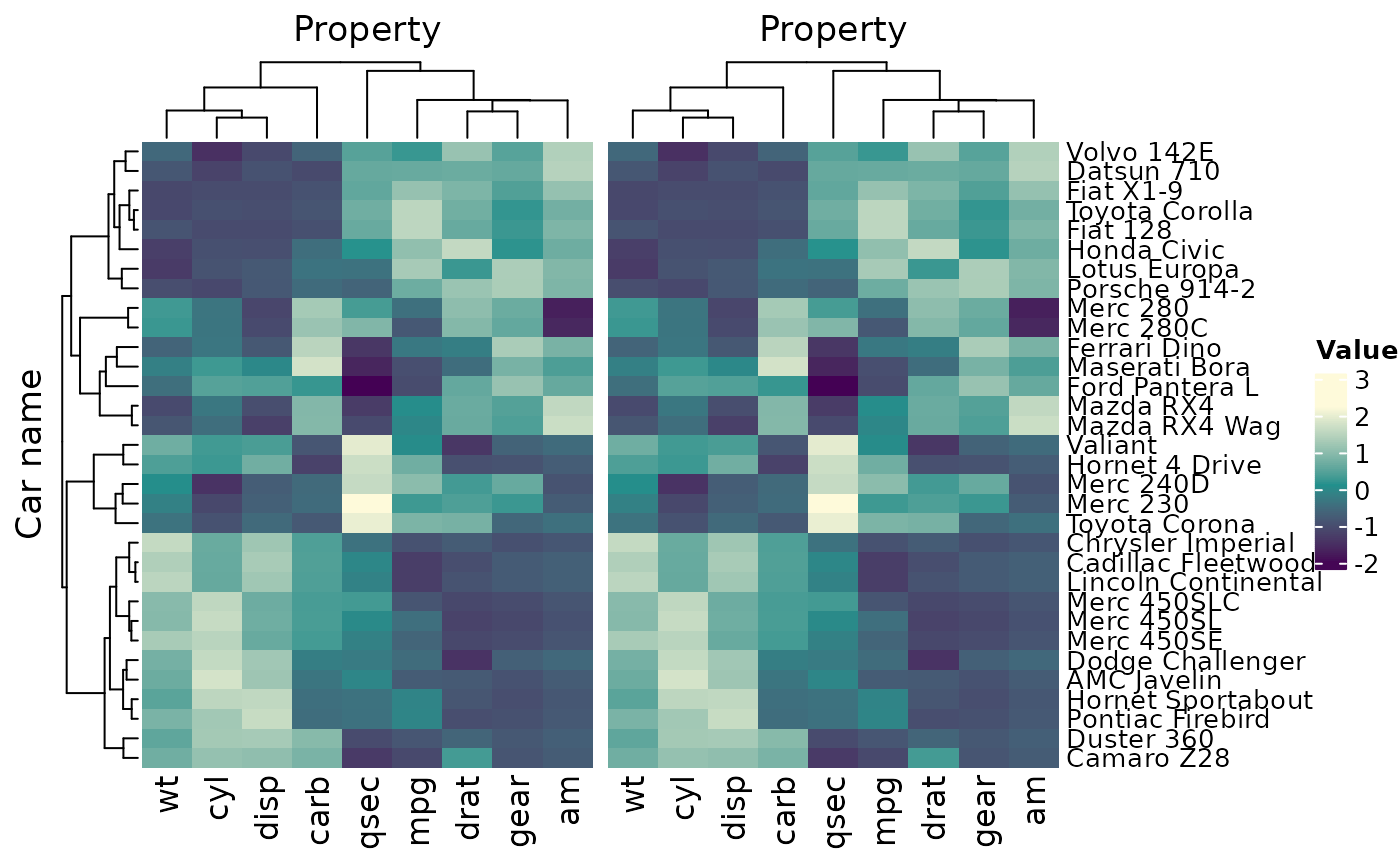 Property Property
Volvo 142E
Datsun 710
Fiat X1-9
Toyota Corolla
Fiat 128
Honda Civic
Lotus Europa
Porsche 914-2
Merc 280
Merc 280C
Ferrari Dino
Maserati Bora
Ford Pantera L
Mazda RX4
Mazda RX4 Wag
Valiant
Hornet 4 Drive
Merc 240D
Merc 230
Toyota Corona
Chrysler Imperial
Cadillac Fleetwood
Lincoln Continental
Merc 450SLC
Merc 450SL
Merc 450SE
Dodge Challenger
AMC Javelin
Hornet Sportabout
Pontiac Firebird
Duster 360
Camaro Z28
Car name
Value
3
2
1
0
-1
-2
wt cyl disp carb qsec mpg drat gear am wt cyl disp carb qsec mpg drat gear am